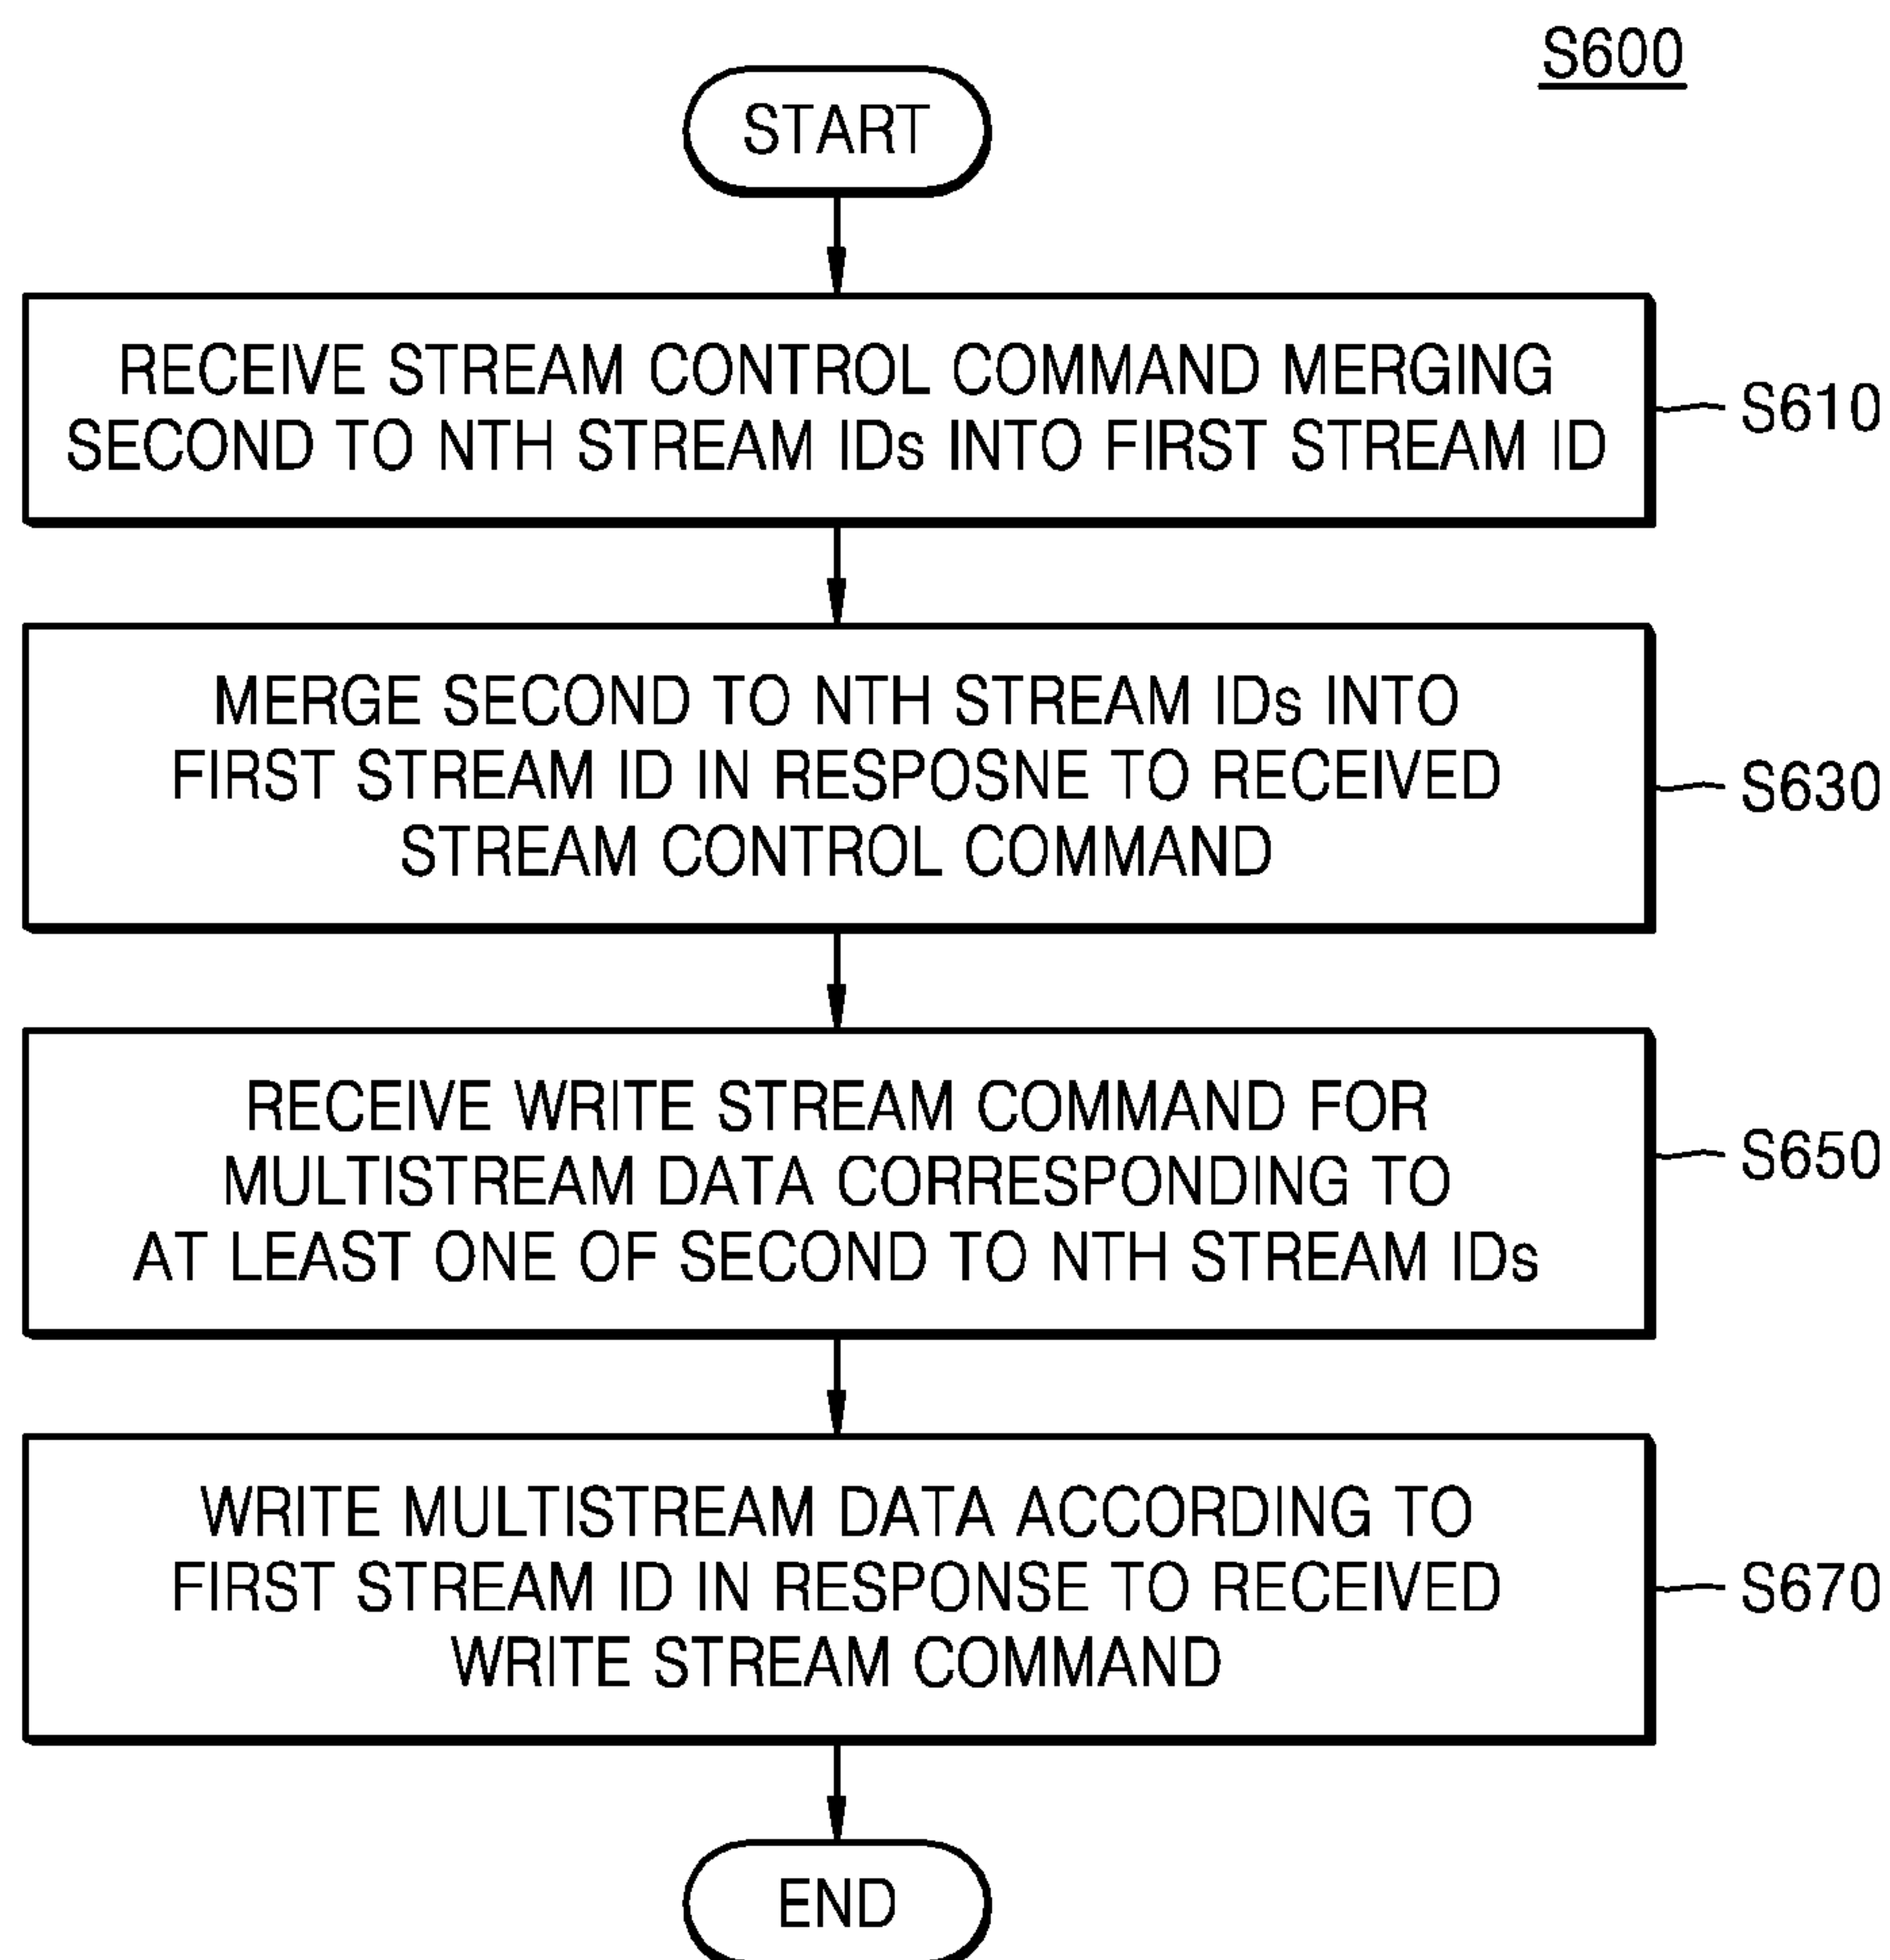 S600
START
RECEIVE STREAM CONTROL COMMAND MERGING
SECOND TO NTH STREAM IDs INTO FIRST STREAM ID
S610
MERGE SECOND TO NTH STREAM IDs INTO
FIRST STREAM ID IN RESPOSNE TO RECEIVED
STREAM CONTROL COMMAND
S630
RECEIVE WRITE STREAM COMMAND FOR
MULTISTREAM DATA CORRESPONDING TO
AT LEAST ONE OF SECOND TO NTH STREAM IDs
S650
WRITE MULTISTREAM DATA ACCORDING TO
FIRST STREAM ID IN RESPONSE TO RECEIVED
WRITE STREAM COMMAND
S670
END